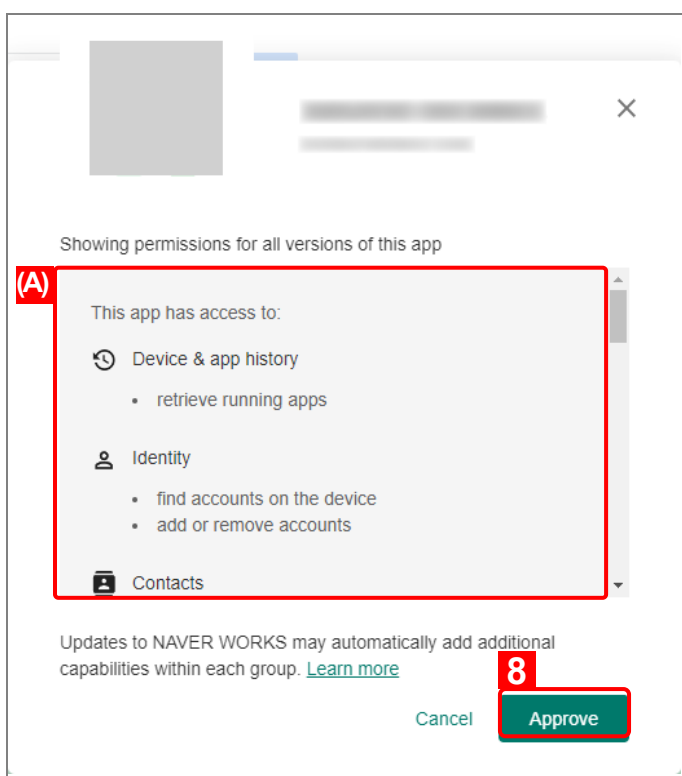 Showing permissions for all versions of this app
(A)
This app has access to:
Device & app history
• retrieve running apps
Identity
• find accounts on the device
• add or remove accounts
Contacts
Updates to NAVER WORKS may automatically add additional
capabilities within each group. Learn more
8
Cancel
Approve